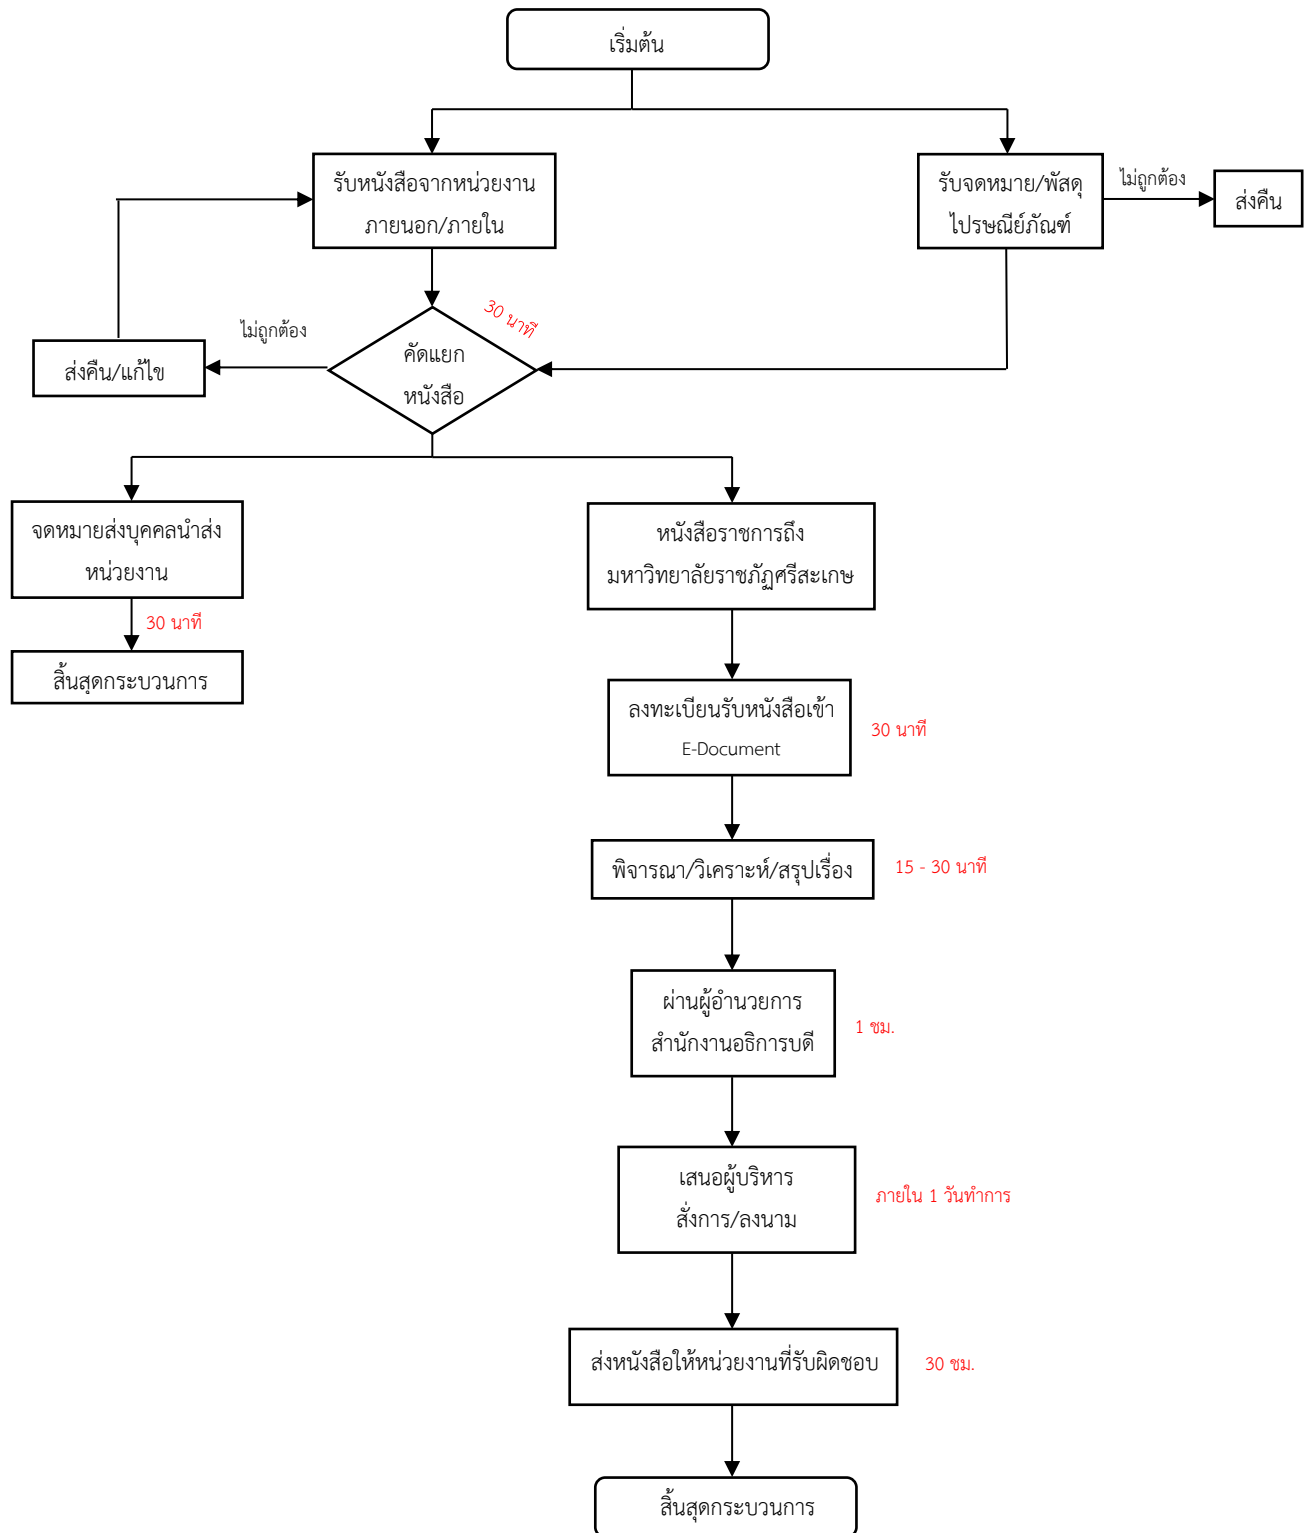 เริ่มต้น
รับหนังสือจากหน่วยงาน
ภายนอก/ภายใน
รับจดหมาย/พัสดุ
ไปรษณีย์ภัณฑ์
ไม่ถูกต้อง
ส่งคืน
30 นาที
ไม่ถูกต้อง
ส่งคืน/แก้ไข
คัดแยก
หนังสือ
จดหมายส่งบุคคลนำส่ง
หน่วยงาน
30 นาที
สิ้นสุดกระบวนการ
หนังสือราชการถึง
มหาวิทยาลัยราชภัฏศรีสะเกษ
ลงทะเบียนรับหนังสือเข้า
E-Document
30 นาที
พิจารณา/วิเคราะห์/สรุปเรื่อง
15 - 30 นาที
ผ่านผู้อำนวยการ
สำนักงานอธิการบดี
1 ชม.
เสนอผู้บริหาร
สั่งการ/ลงนาม
ภายใน 1 วันทำการ
ส่งหนังสือให้หน่วยงานที่รับผิดชอบ
30 ชม.
สิ้นสุดกระบวนการ